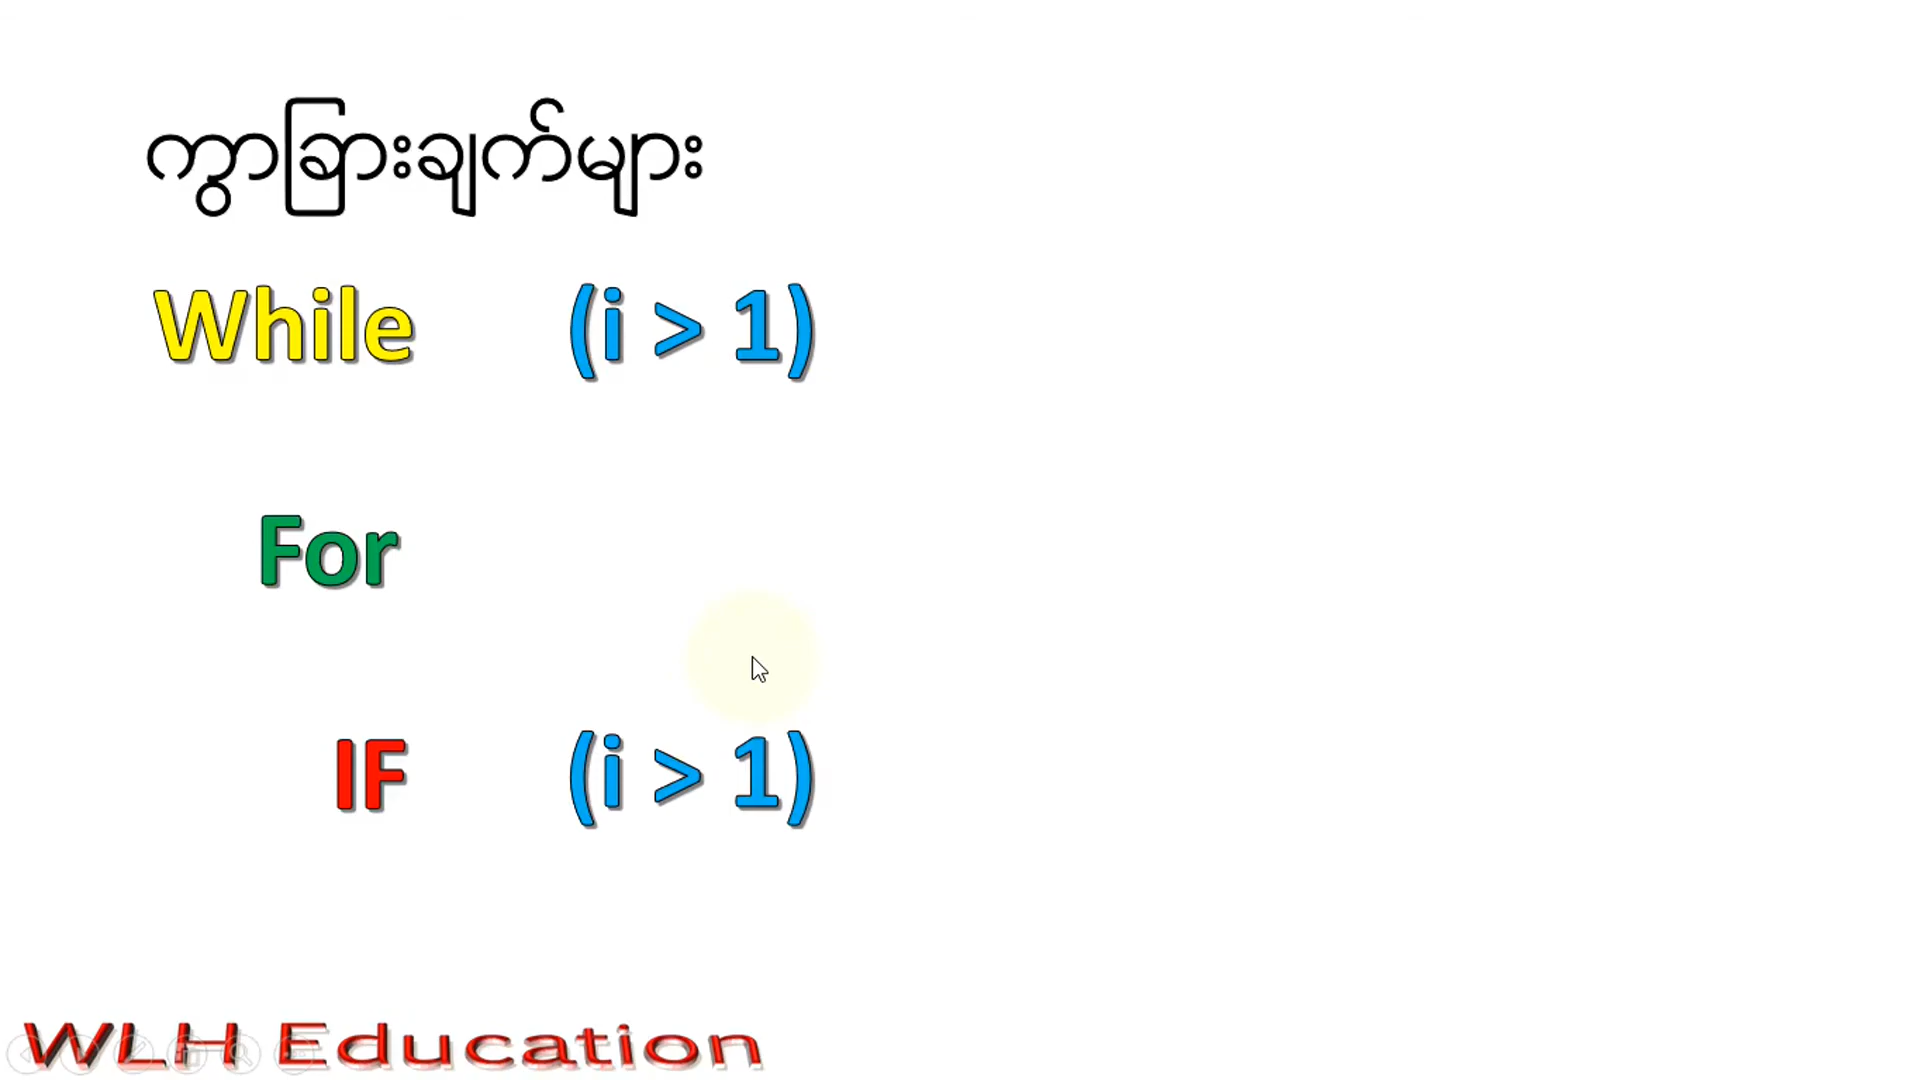 ကွာခြားချက်များ
While (i > 1)
For
IF (i > 1)
WLH Education